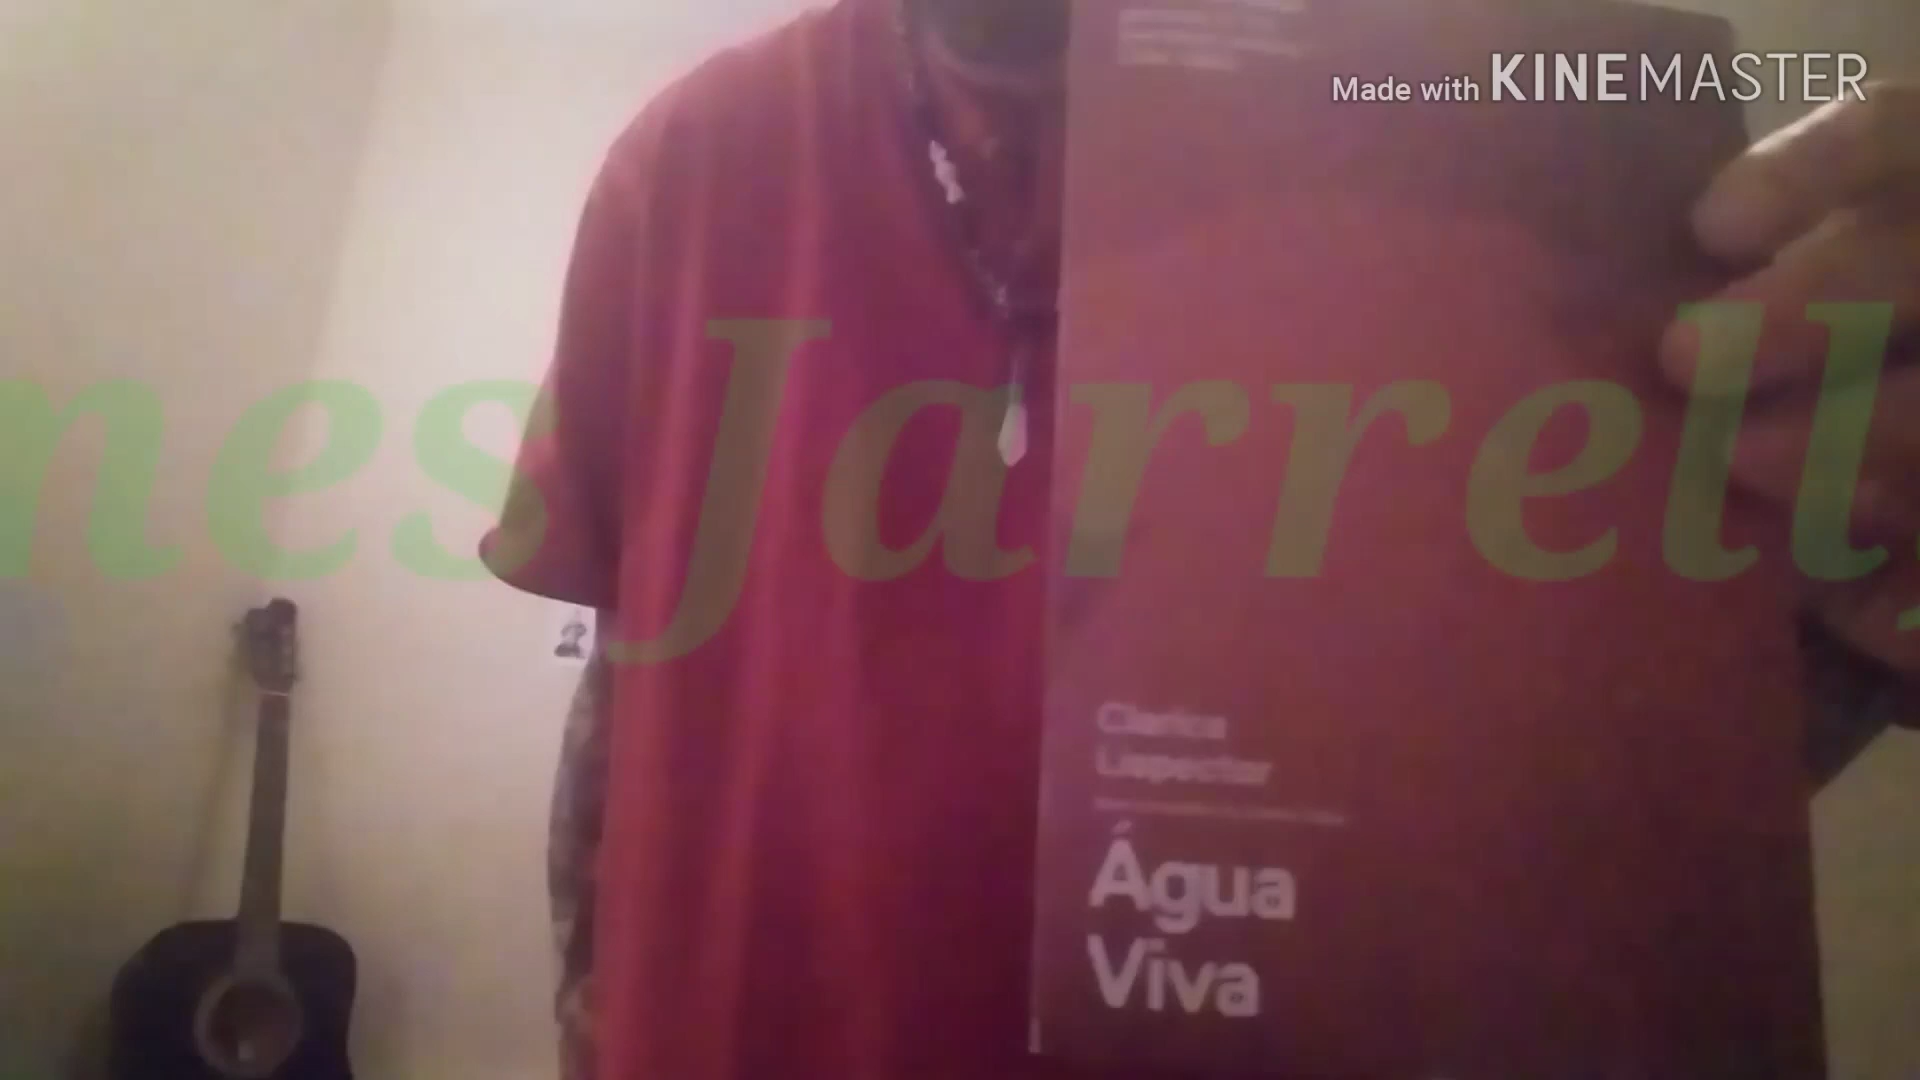 Made with KINEMASTER
nes Jarrell
Clarice
Lispector
Água
Viva